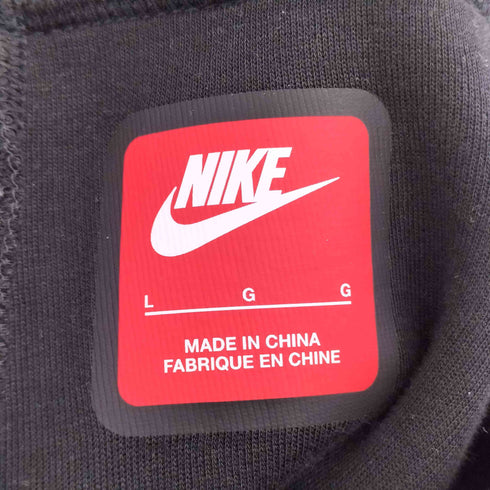 NIKE
L G G
MADE IN CHINA
FABRIQUE EN CHINE